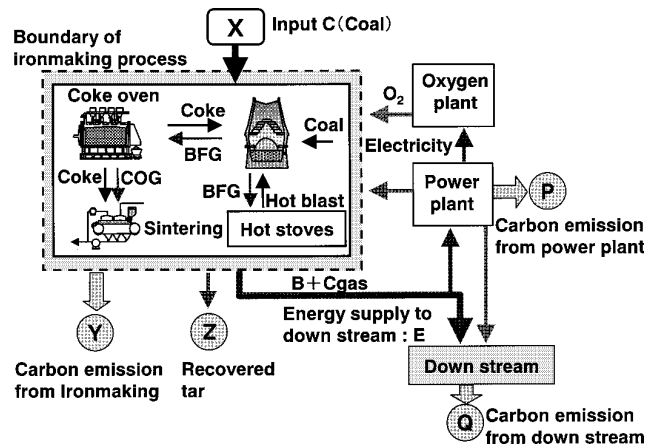 X
Input C(Coal)
Boundary of
ironmaking process
Coke oven
Coke
BFG
Coal
Coke
COG
BFG
Hot blast
Sintering
Hot stoves
O2
Oxygen
plant
Electricity
Power
plant
P
Carbon emission
from power plant
B+Cgas
Energy supply to
down stream : E
Y
Z
Carbon emission
from Ironmaking
Recovered
tar
Down stream
Q
Carbon emission
from down stream